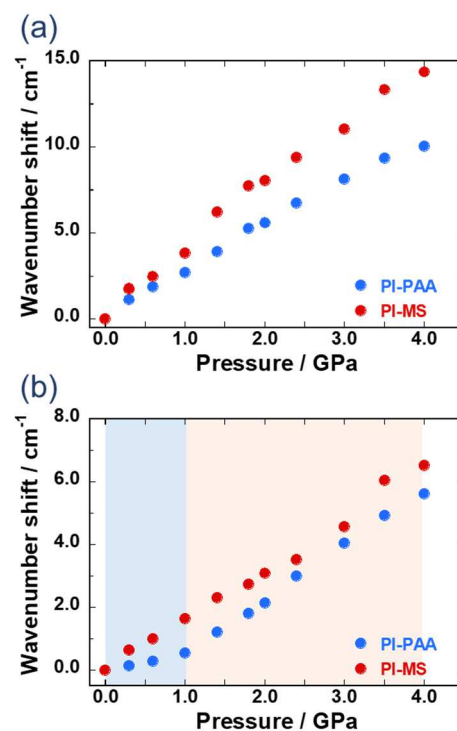 (a)
15.0
10.0
5.0
0.0
Wavenumber shift / cm⁻¹
PI-PAA
PI-MS
0.0 1.0 2.0 3.0 4.0
Pressure / GPa
(b)
8.0
6.0
4.0
2.0
0.0
Wavenumber shift / cm⁻¹
PI-PAA
PI-MS
0.0 1.0 2.0 3.0 4.0
Pressure / GPa